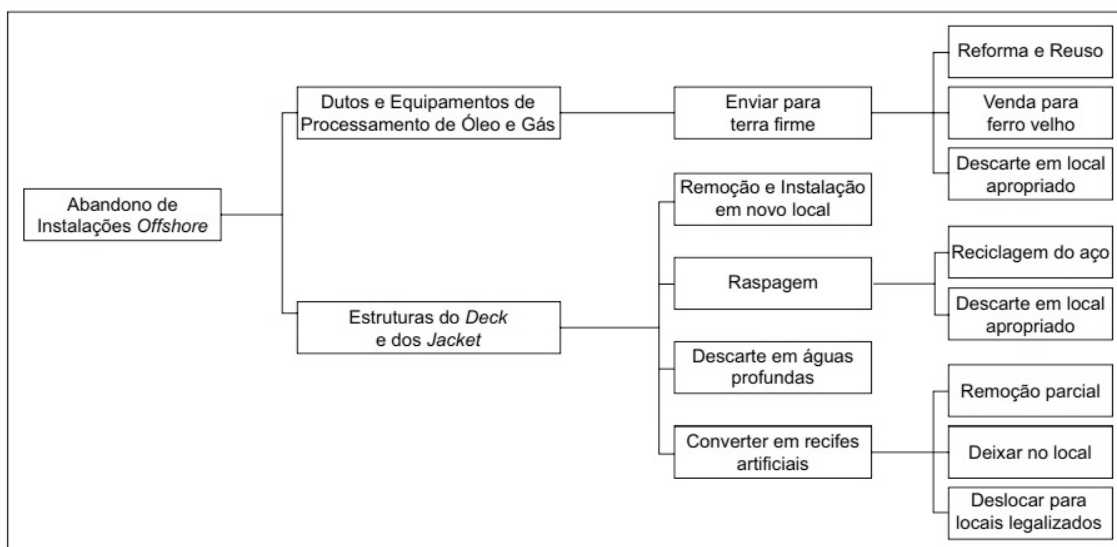 Abandono de
Instalações Offshore
Dutos e Equipamentos de
Processamento de Óleo e Gás
Enviar para
terra firme
Reforma e Reuso
Venda para
ferro velho
Descarte em local
apropriado
Estruturas do Deck
e dos Jacket
Remoção e Instalação
em novo local
Raspagem
Reciclagem do aço
Descarte em local
apropriado
Descarte em águas
profundas
Converter em recifes
artificiais
Remoção parcial
Deixar no local
Deslocar para
locais legalizados